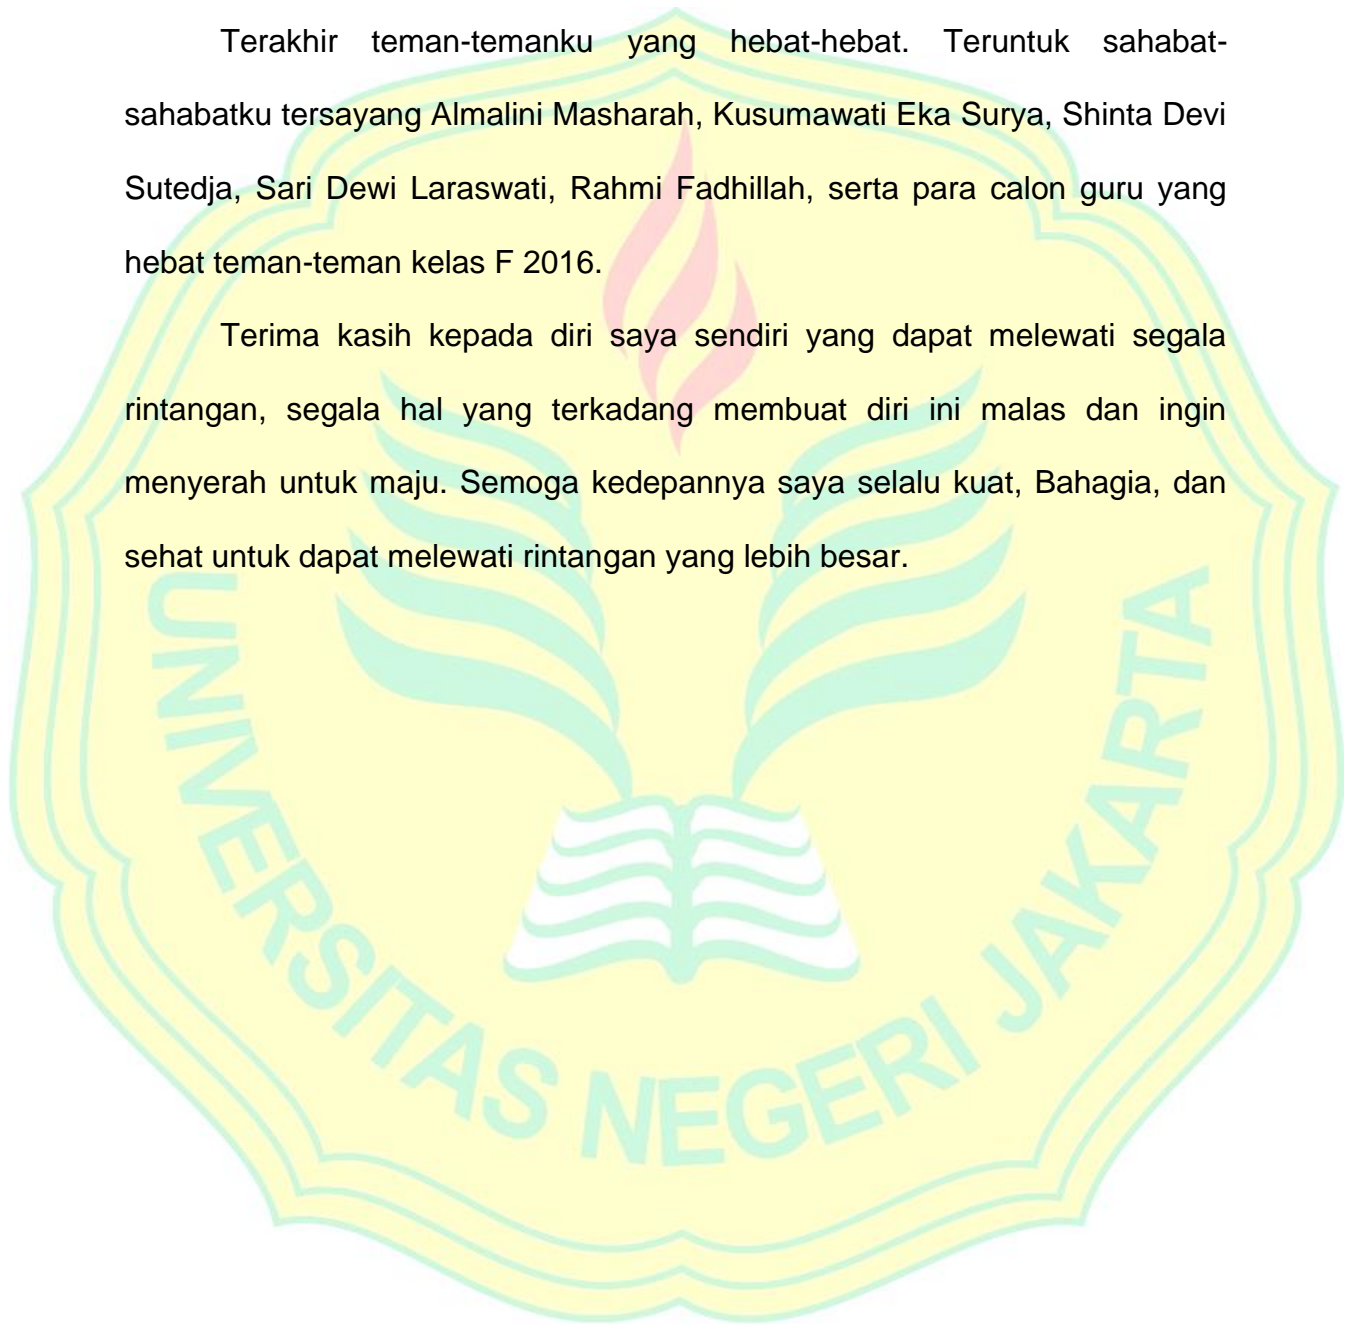 Terakhir teman-temanku yang hebat-hebat. Teruntuk sahabat-
sahabatku tersayang Almalini Masharah, Kusumawati Eka Surya, Shinta Devi
Sutedja, Sari Dewi Laraswati, Rahmi Fadhillah, serta para calon guru yang
hebat teman-teman kelas F 2016.
Terima kasih kepada diri saya sendiri yang dapat melewati segala
rintangan, segala hal yang terkadang membuat diri ini malas dan ingin
menyerah untuk maju. Semoga kedepannya saya selalu kuat, Bahagia, dan
sehat untuk dapat melewati rintangan yang lebih besar.
UNIVERSITAS NEGERI JAKARTA